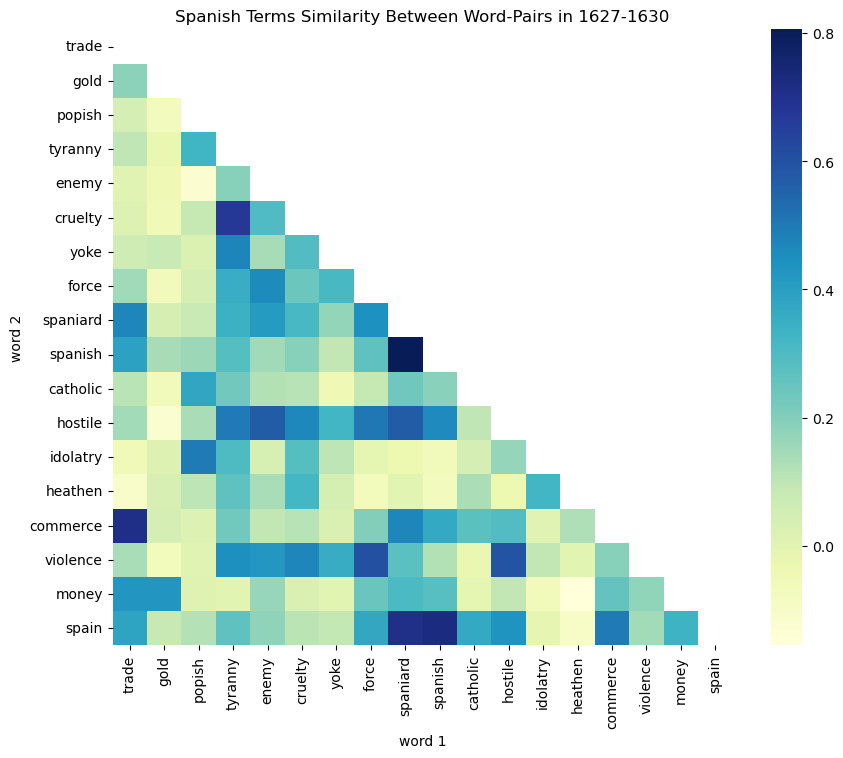 Spanish Terms Similarity Between Word-Pairs in 1627-1630
word 2
trade
gold
popish
tyranny
enemy
cruelty
yoke
force
spaniard
spanish
catholic
hostile
idolatry
heathen
commerce
violence
money
spain
trade
gold
popish
tyranny
enemy
cruelty
yoke
force
spaniard
spanish
catholic
hostile
idolatry
heathen
commerce
violence
money
spain
word 1
0.8
0.6
0.4
0.2
0.0